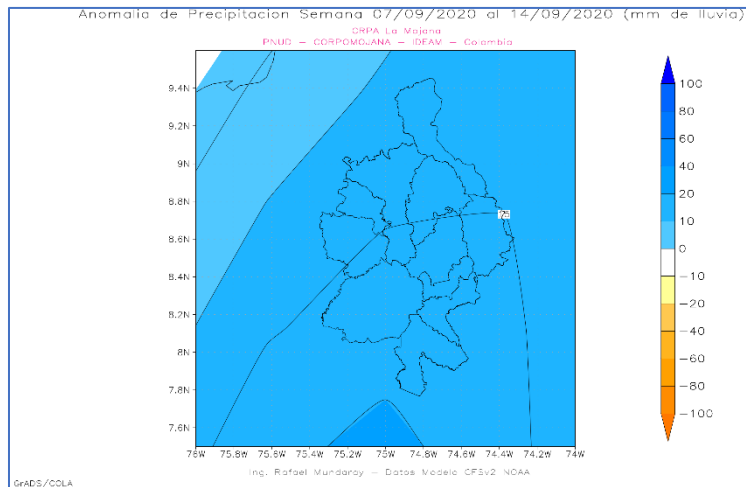 Anomalia de Precipitacion Semana 07/09/2020 al 14/09/2020 (mm de lluvia)
CRPA La Mojana
PNUD - CORPOMOJANA - IDEAM - Colombia
9.4N
9.2N
9N
8.8N
8.6N
8.4N
8.2N
8N
7.8N
7.6N
25
100
80
60
40
20
10
0
-10
-20
-40
-60
-80
-100
76W 75.8W 75.6W 75.4W 75.2W 75W 74.8W 74.6W 74.4W 74.2W 74W
Ing. Rafael Mundaray - Datos Modelo CFSv2 NOAA
GrADS/COLA